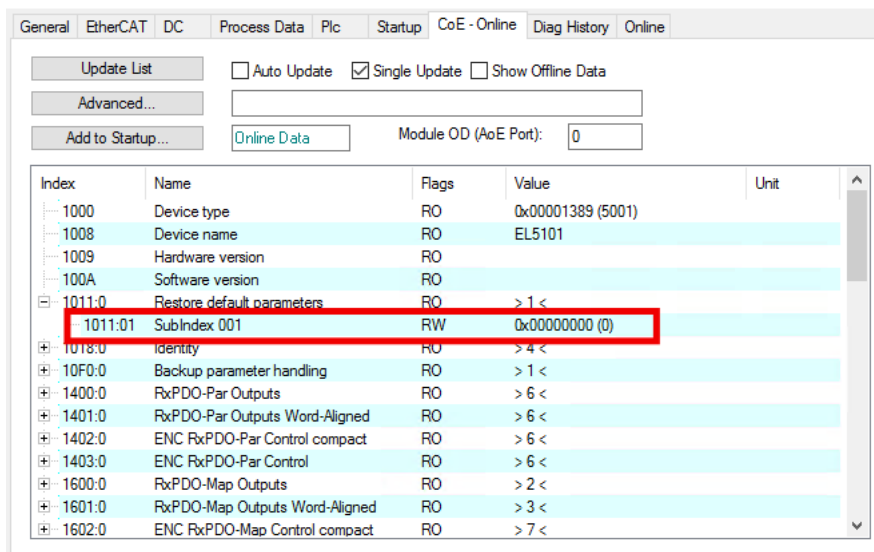 General EtherCAT DC Process Data Plc Startup CoE - Online Diag History Online
Update List Auto Update Single Update Show Offline Data
Advanced...
Add to Startup... Online Data Module OD (AoE Port): 0
Index Name Flags Value Unit
1000 Device type RO 0x00001389 (5001)
1008 Device name RO EL5101
1009 Hardware version RO
100A Software version RO
1011:0 Restore default parameters RO > 1 <
1011:01 SubIndex 001 RW 0x00000000 (0)
1018:0 Identity RO > 4 <
10F0:0 Backup parameter handling RO > 1 <
1400:0 RxPDO-Par Outputs RO > 6 <
1401:0 RxPDO-Par Outputs Word-Aligned RO > 6 <
1402:0 ENC RxPDO-Par Control compact RO > 6 <
1403:0 ENC RxPDO-Par Control RO > 6 <
1600:0 RxPDO-Map Outputs RO > 2 <
1601:0 RxPDO-Map Outputs Word-Aligned RO > 3 <
1602:0 ENC RxPDO-Map Control compact RO > 7 <